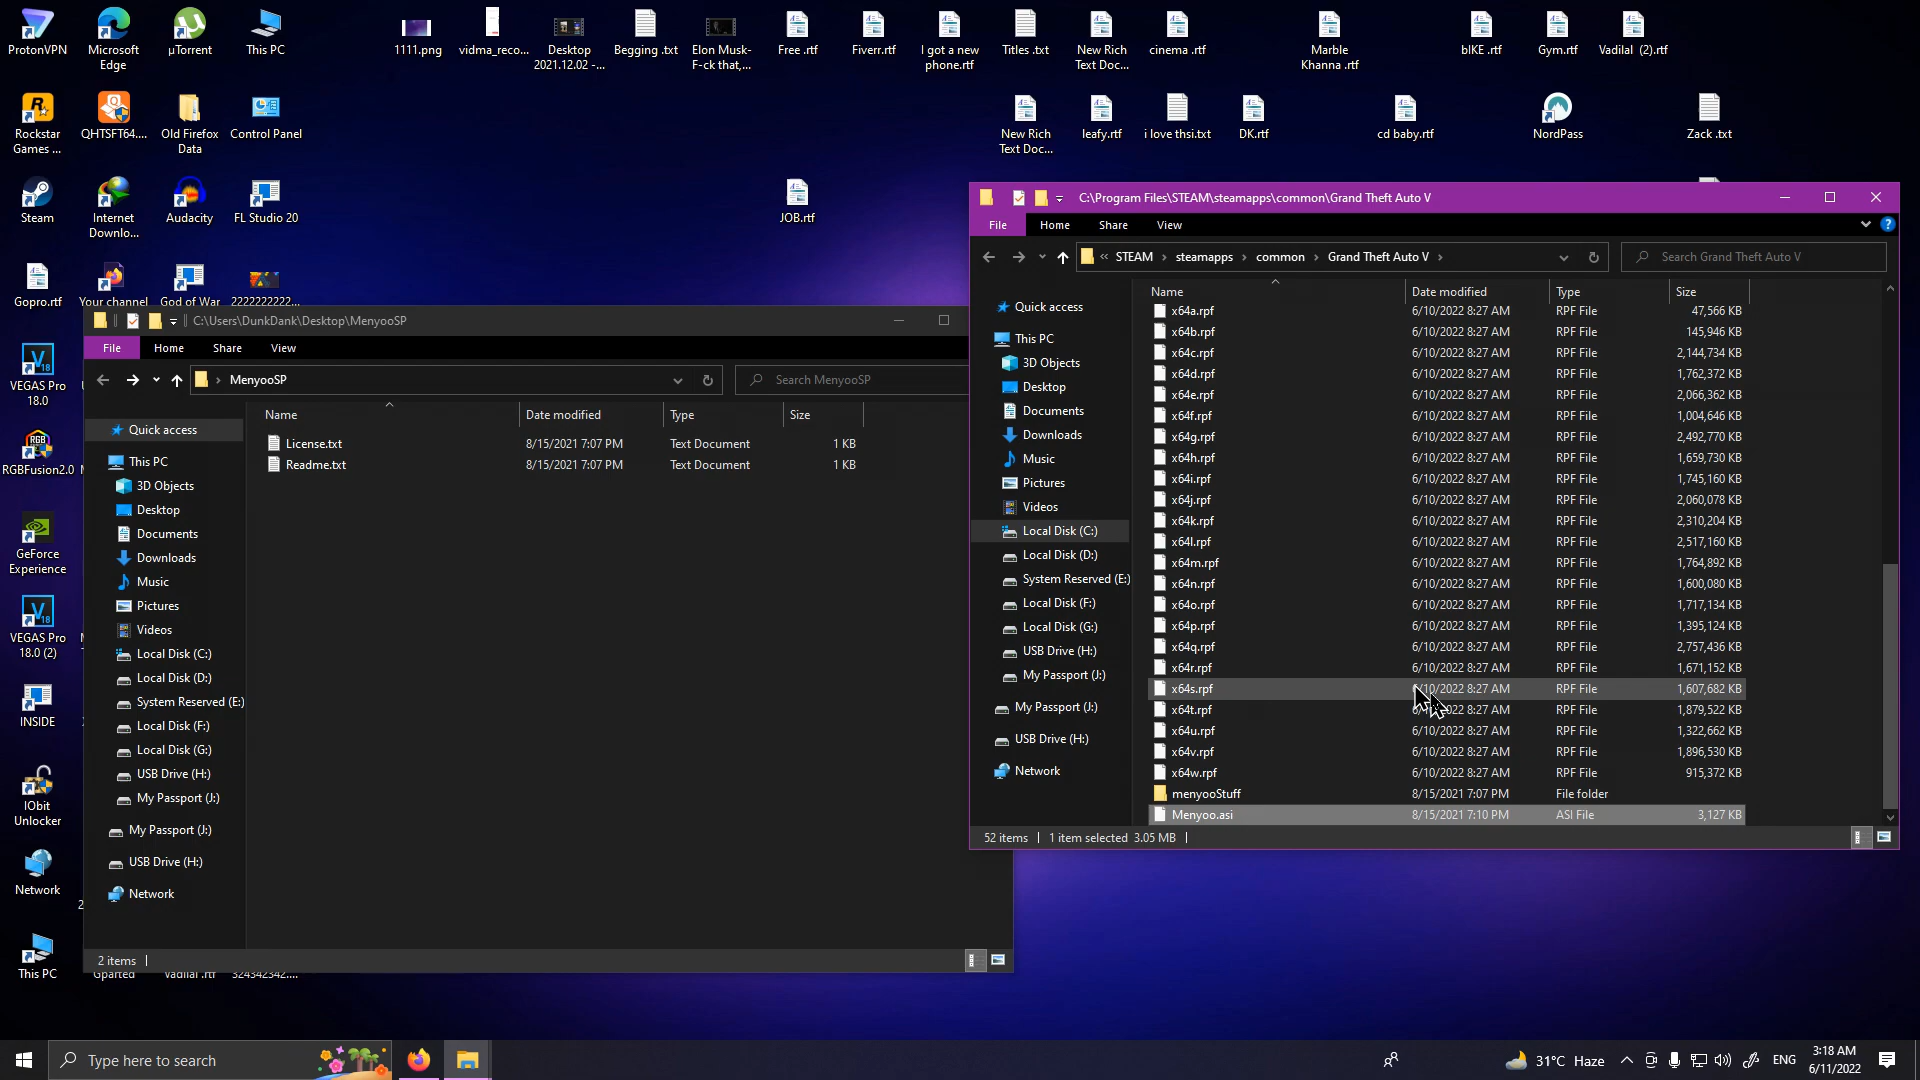 ProtonVPN
Microsoft
Edge
µTorrent
This PC
1111.png
vidma_reco...
Desktop
2021.12.02 -...
Begging .txt
Elon Musk-
F-ck that,...
Free .rtf
Fiverr.rtf
I got a new
phone.rtf
Titles .txt
New Rich
Text Doc...
cinema .rtf
Marble
Khanna .rtf
bIKE .rtf
Gym.rtf
Vadilal (2).rtf
Rockstar
Games ...
QHTSFT64....
Old Firefox
Data
Control Panel
New Rich
Text Doc...
leafy.rtf
i love thsi.txt
DK.rtf
cd baby.rtf
NordPass
Zack .txt
Steam
Internet
Downlo...
Audacity
FL Studio 20
JOB.rtf
Gopro.rtf
Your channel
God of War
2222222222...
VEGAS Pro
18.0
RGBFusion2.0
GeForce
Experience
VEGAS Pro
18.0 (2)
INSIDE
IObit
Unlocker
Network
This PC
Gparted
Vadilal .rtf
324342342....
C:\Users\DunkDank\Desktop\MenyooSP
File Home Share View
MenyooSP
Search MenyooSP
Name Date modified Type Size
License.txt 8/15/2021 7:07 PM Text Document 1 KB
Readme.txt 8/15/2021 7:07 PM Text Document 1 KB
Quick access
This PC
3D Objects
Desktop
Documents
Downloads
Music
Pictures
Videos
Local Disk (C:)
Local Disk (D:)
System Reserved (E:)
Local Disk (F:)
Local Disk (G:)
USB Drive (H:)
My Passport (J:)
My Passport (J:)
USB Drive (H:)
Network
2 items
C:\Program Files\STEAM\steamapps\common\Grand Theft Auto V
File Home Share View
« STEAM › steamapps › common › Grand Theft Auto V ›
Search Grand Theft Auto V
Quick access
This PC
3D Objects
Desktop
Documents
Downloads
Music
Pictures
Videos
Local Disk (C:)
Local Disk (D:)
System Reserved (E:)
Local Disk (F:)
Local Disk (G:)
USB Drive (H:)
My Passport (J:)
My Passport (J:)
USB Drive (H:)
Network
Name Date modified Type Size
x64a.rpf 6/10/2022 8:27 AM RPF File 47,566 KB
x64b.rpf 6/10/2022 8:27 AM RPF File 145,946 KB
x64c.rpf 6/10/2022 8:27 AM RPF File 2,144,734 KB
x64d.rpf 6/10/2022 8:27 AM RPF File 1,762,372 KB
x64e.rpf 6/10/2022 8:27 AM RPF File 2,066,362 KB
x64f.rpf 6/10/2022 8:27 AM RPF File 1,004,646 KB
x64g.rpf 6/10/2022 8:27 AM RPF File 2,492,770 KB
x64h.rpf 6/10/2022 8:27 AM RPF File 1,659,730 KB
x64i.rpf 6/10/2022 8:27 AM RPF File 1,745,160 KB
x64j.rpf 6/10/2022 8:27 AM RPF File 2,060,078 KB
x64k.rpf 6/10/2022 8:27 AM RPF File 2,310,204 KB
x64l.rpf 6/10/2022 8:27 AM RPF File 2,517,160 KB
x64m.rpf 6/10/2022 8:27 AM RPF File 1,764,892 KB
x64n.rpf 6/10/2022 8:27 AM RPF File 1,600,080 KB
x64o.rpf 6/10/2022 8:27 AM RPF File 1,717,134 KB
x64p.rpf 6/10/2022 8:27 AM RPF File 1,395,124 KB
x64q.rpf 6/10/2022 8:27 AM RPF File 2,757,436 KB
x64r.rpf 6/10/2022 8:27 AM RPF File 1,671,152 KB
x64s.rpf 6/10/2022 8:27 AM RPF File 1,607,682 KB
x64t.rpf 8:27 AM RPF File 1,879,522 KB
x64u.rpf 6/10/2022 8:27 AM RPF File 1,322,662 KB
x64v.rpf 6/10/2022 8:27 AM RPF File 1,896,530 KB
x64w.rpf 6/10/2022 8:27 AM RPF File 915,372 KB
menyooStuff 8/15/2021 7:07 PM File folder
Menyoo.asi 8/15/2021 7:10 PM ASI File 3,127 KB
52 items 1 item selected 3.05 MB
Type here to search
31°C Haze
ENG
3:18 AM
6/11/2022